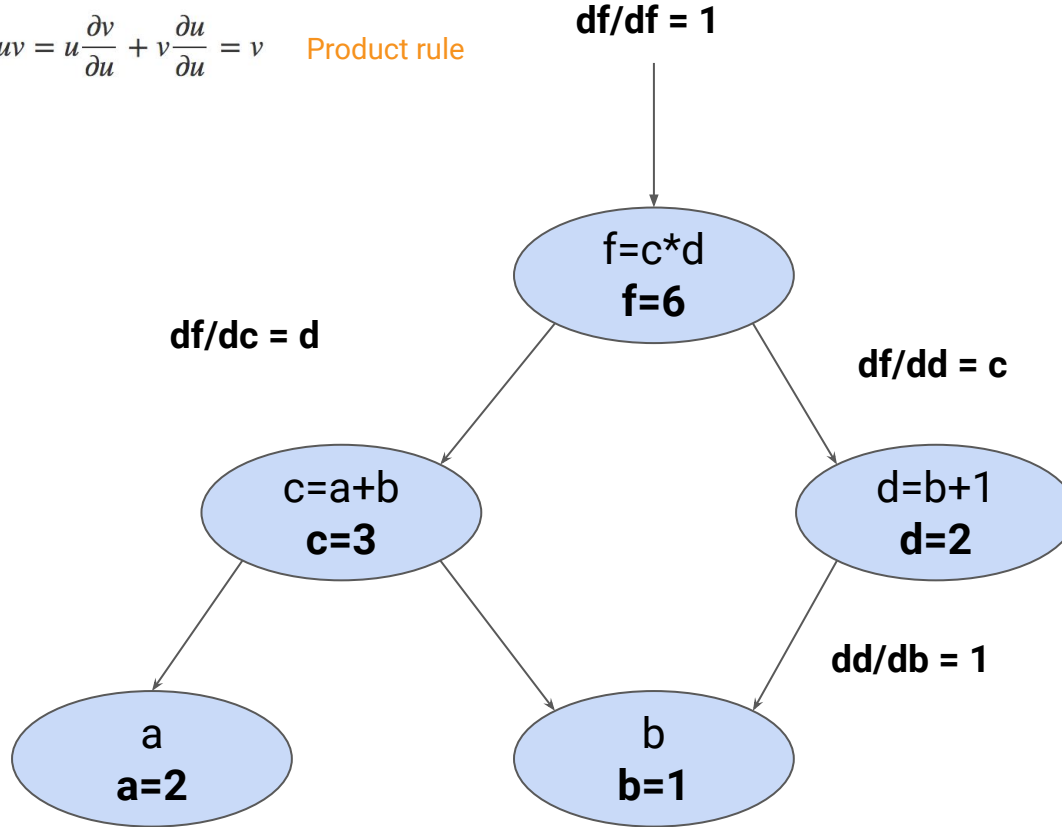 df/df = 1
uv = u ∂v/∂u + v ∂u/∂u = v Product rule
f=c*d
f=6
df/dc = d
df/dd = c
c=a+b
c=3
d=b+1
d=2
dd/db = 1
a
a=2
b
b=1